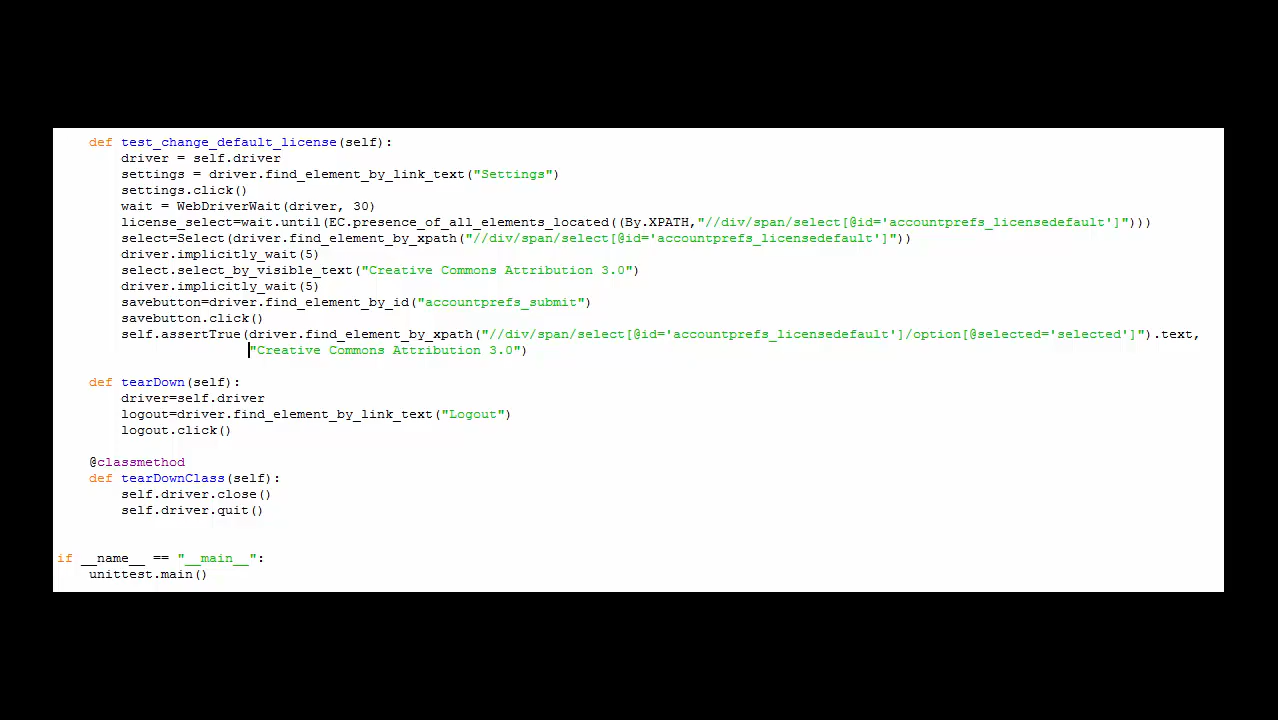 def test_change_default_license(self):
driver = self.driver
settings = driver.find_element_by_link_text("Settings")
settings.click()
wait = WebDriverWait(driver, 30)
license_select=wait.until(EC.presence_of_all_elements_located((By.XPATH,"//div/span/select[@id='accountprefs_licensedefault']")))
select=Select(driver.find_element_by_xpath("//div/span/select[@id='accountprefs_licensedefault']"))
driver.implicitly_wait(5)
select.select_by_visible_text("Creative Commons Attribution 3.0")
driver.implicitly_wait(5)
savebutton=driver.find_element_by_id("accountprefs_submit")
savebutton.click()
self.assertTrue(driver.find_element_by_xpath("//div/span/select[@id='accountprefs_licensedefault']/option[@selected='selected']").text,
"Creative Commons Attribution 3.0")
def tearDown(self):
driver=self.driver
logout=driver.find_element_by_link_text("Logout")
logout.click()
@classmethod
def tearDownClass(self):
self.driver.close()
self.driver.quit()
if __name__ == "__main__":
unittest.main()